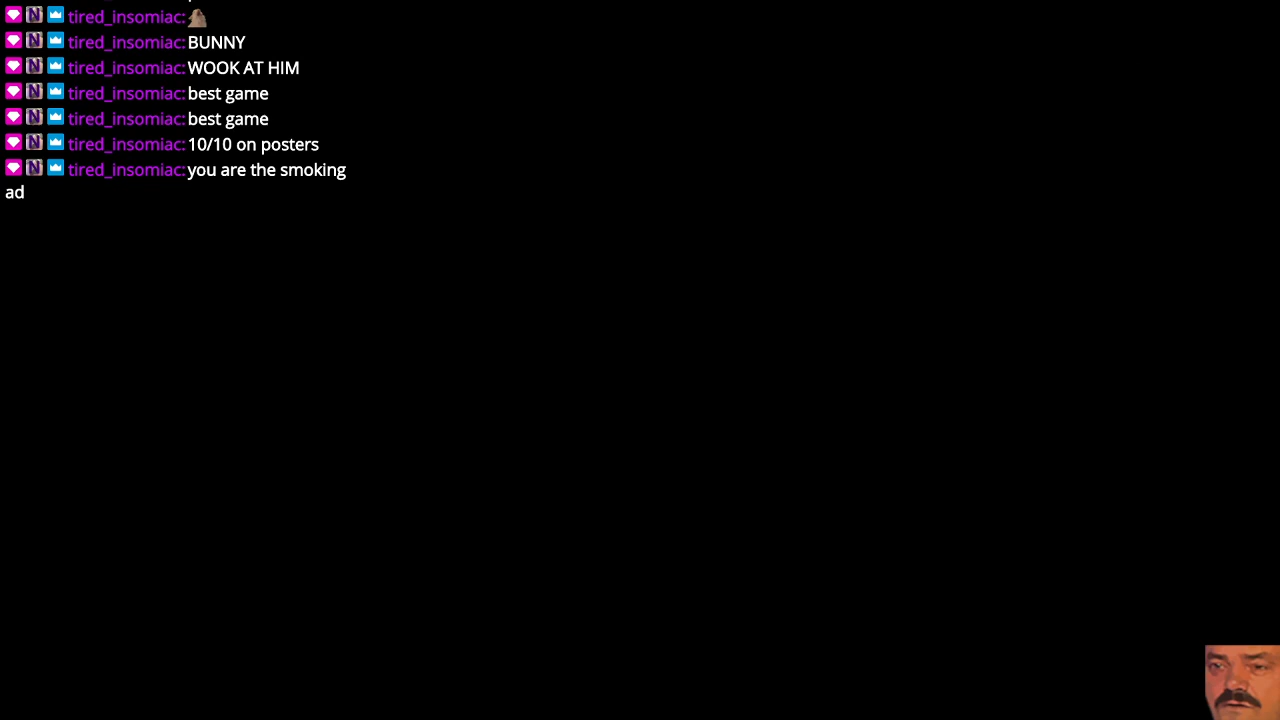 tired_insomiac:
N tired_insomiac: BUNNY
N tired_insomiac: WOOK AT HIM
N tired_insomiac: best game
N tired_insomiac: best game
N tired_insomiac: 10/10 on posters
N tired_insomiac: you are the smoking
ad